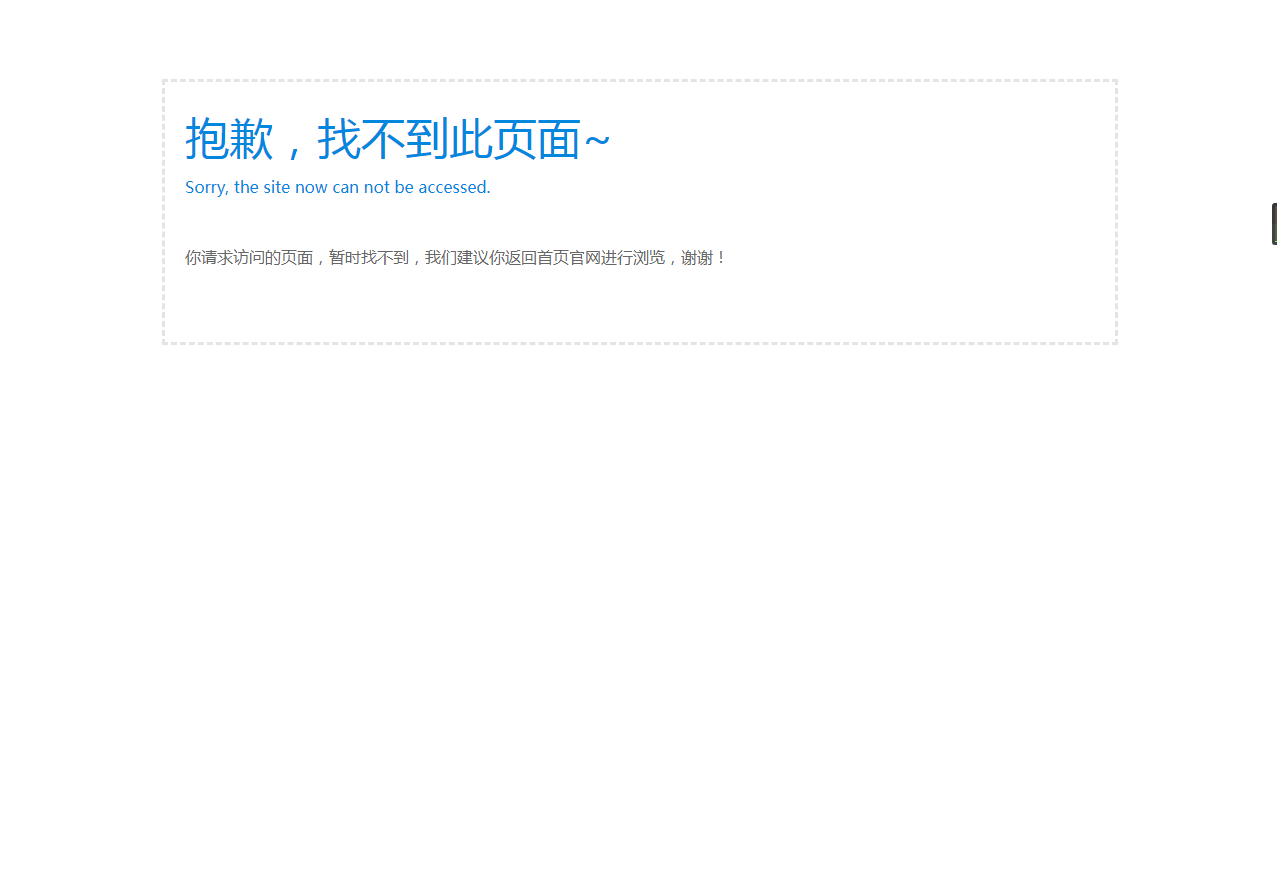 抱歉，找不到此页面~
Sorry, the site now can not be accessed.
你请求访问的页面，暂时找不到，我们建议你返回首页官网进行浏览，谢谢！